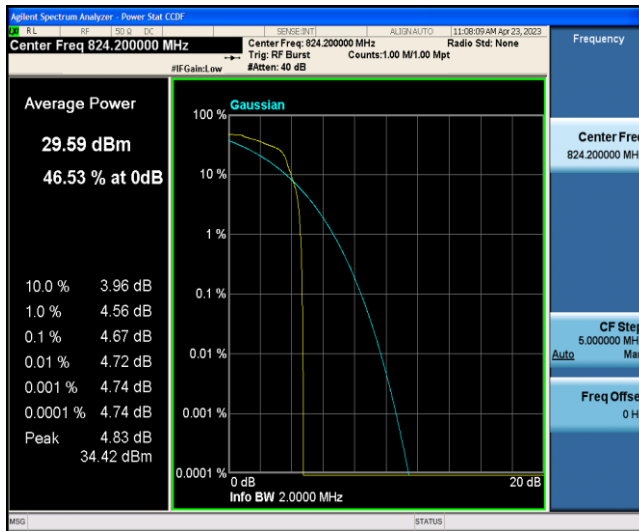 Agilent Spectrum Analyzer - Power Stat CCDF
RL RF 50 Ω DC SENSE:INT ALIGN AUTO 11:08:09 AM Apr 23, 2023
Center Freq 824.200000 MHz
Center Freq: 824.200000 MHz Radio Std: None
Trig: RF Burst Counts:1.00 M/1.00 Mpt
#IFGain:Low #Atten: 40 dB
Frequency
Average Power
29.59 dBm
46.53 % at 0dB
10.0 % 3.96 dB
1.0 % 4.56 dB
0.1 % 4.67 dB
0.01 % 4.72 dB
0.001 % 4.74 dB
0.0001 % 4.74 dB
Peak 4.83 dB
34.42 dBm
Gaussian
100 %
10 %
1 %
0.1 %
0.01 %
0.001 %
0.0001 %
0 dB 20 dB
Info BW 2.0000 MHz
Center Fre
824.200000 MH
CF Step
5.000000 MH
Auto Ma
Freq Offse
0 H
MSG STATUS